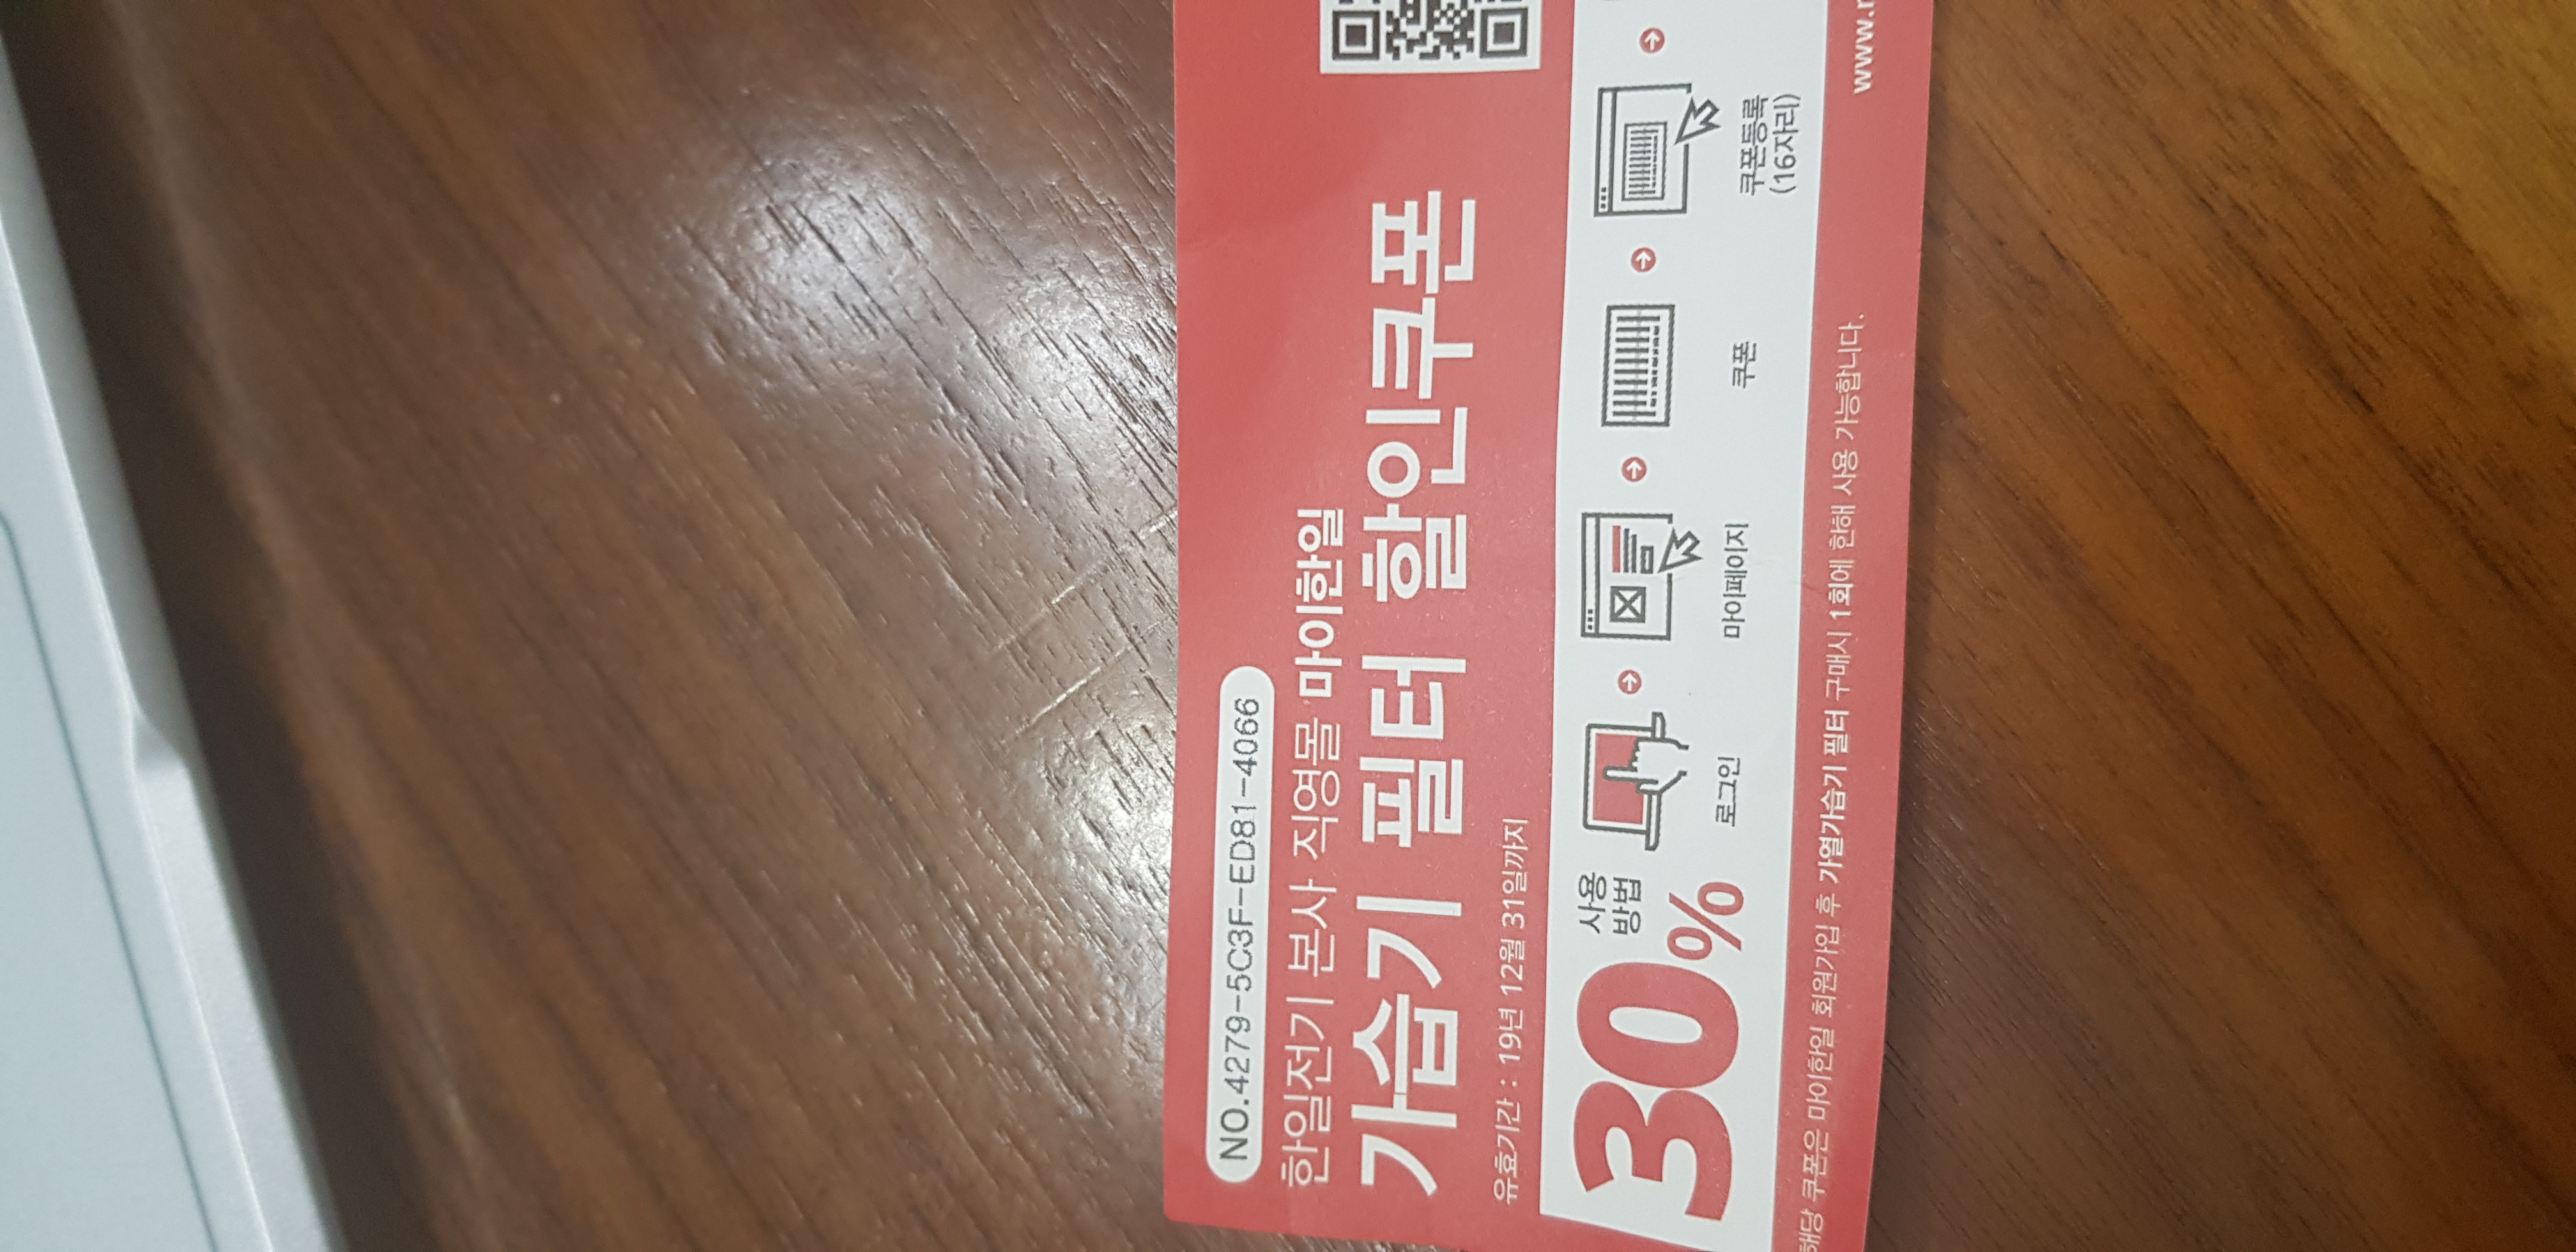 NO.4279-5C3F-ED81-4066
한일전기 본사 직영몰 마이한일
가습기 필터 할인쿠폰
유효기간 : 19년 12월 31일까지
30%
사용
방법
로그인
마이페이지
쿠폰
쿠폰등록
(16자리)
해당 쿠폰은 마이한일 회원가입 후 가열가습기 필터 구매시 1회에 한해 사용 가능합니다.
www.